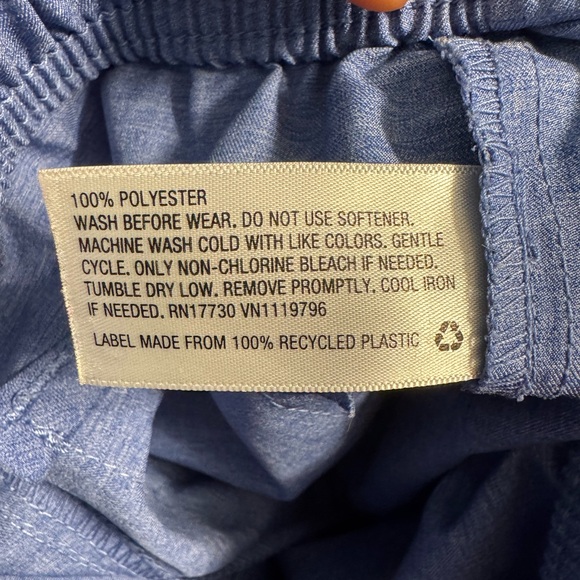 100% POLYESTER
WASH BEFORE WEAR. DO NOT USE SOFTENER.
MACHINE WASH COLD WITH LIKE COLORS. GENTLE
CYCLE. ONLY NON-CHLORINE BLEACH IF NEEDED.
TUMBLE DRY LOW. REMOVE PROMPTLY. COOL IRON
IF NEEDED. RN17730 VN1119796
LABEL MADE FROM 100% RECYCLED PLASTIC